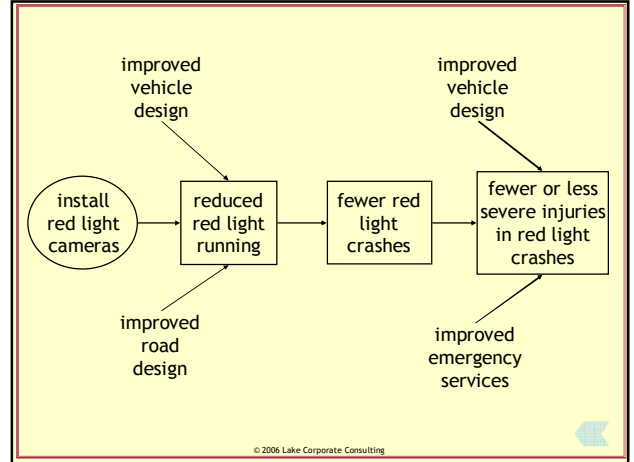 improved
vehicle
design
improved
vehicle
design
install
red light
cameras
reduced
red light
running
fewer red
light
crashes
fewer or less
severe injuries
in red light
crashes
improved
road
design
improved
emergency
services
© 2006 Lake Corporate Consulting